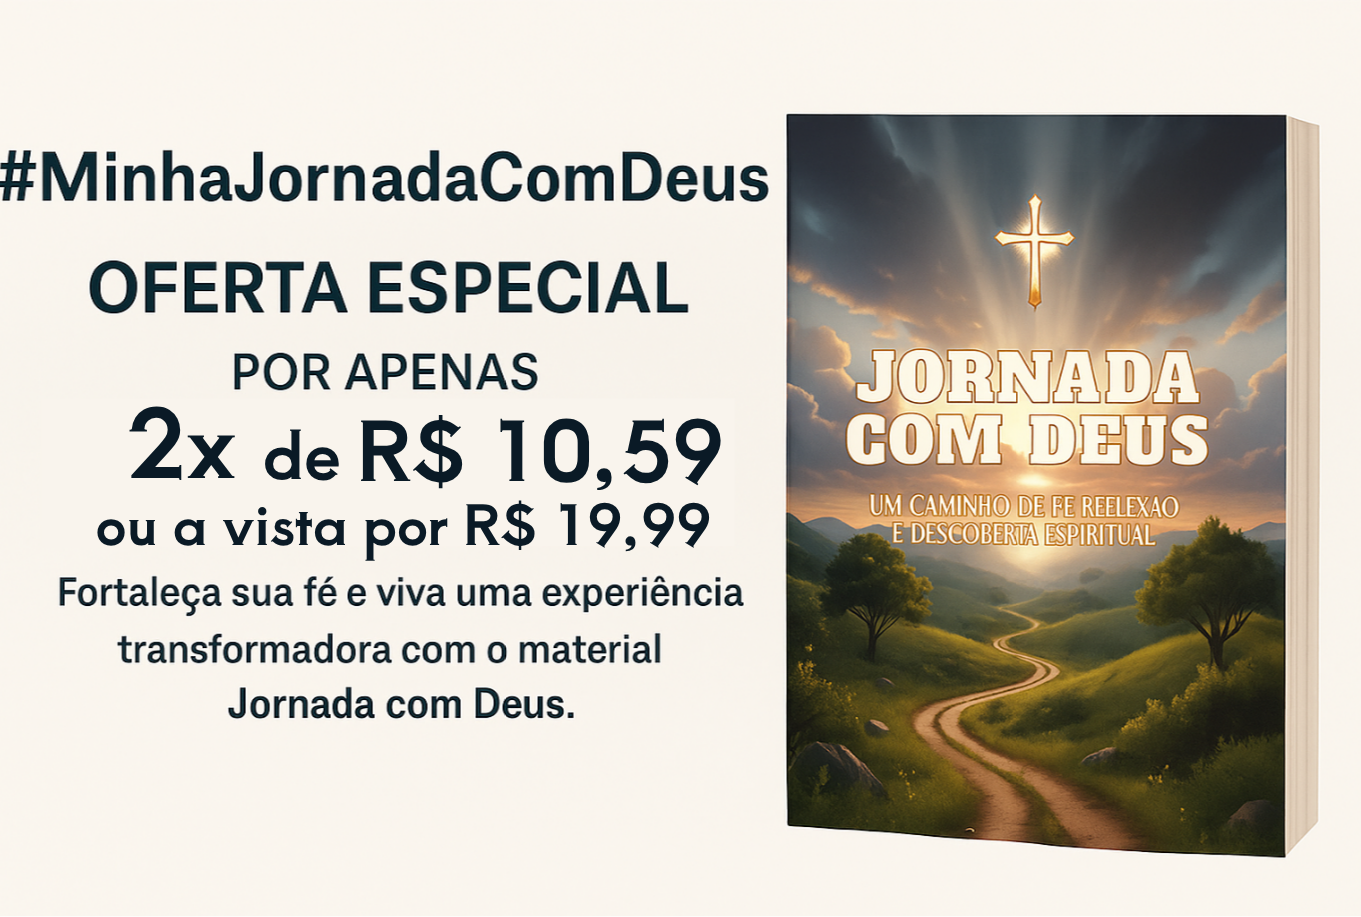 #MinhaJornadaComDeus
OFERTA ESPECIAL
POR APENAS
2x de R$ 10,59
ou a vista por R$ 19,99
Fortaleça sua fé e viva uma experiência
transformadora com o material
Jornada com Deus.
JORNADA
COM DEUS
UM CAMINHO DE FE REELEXAO
E DESCOBERTA ESPIRITUAL